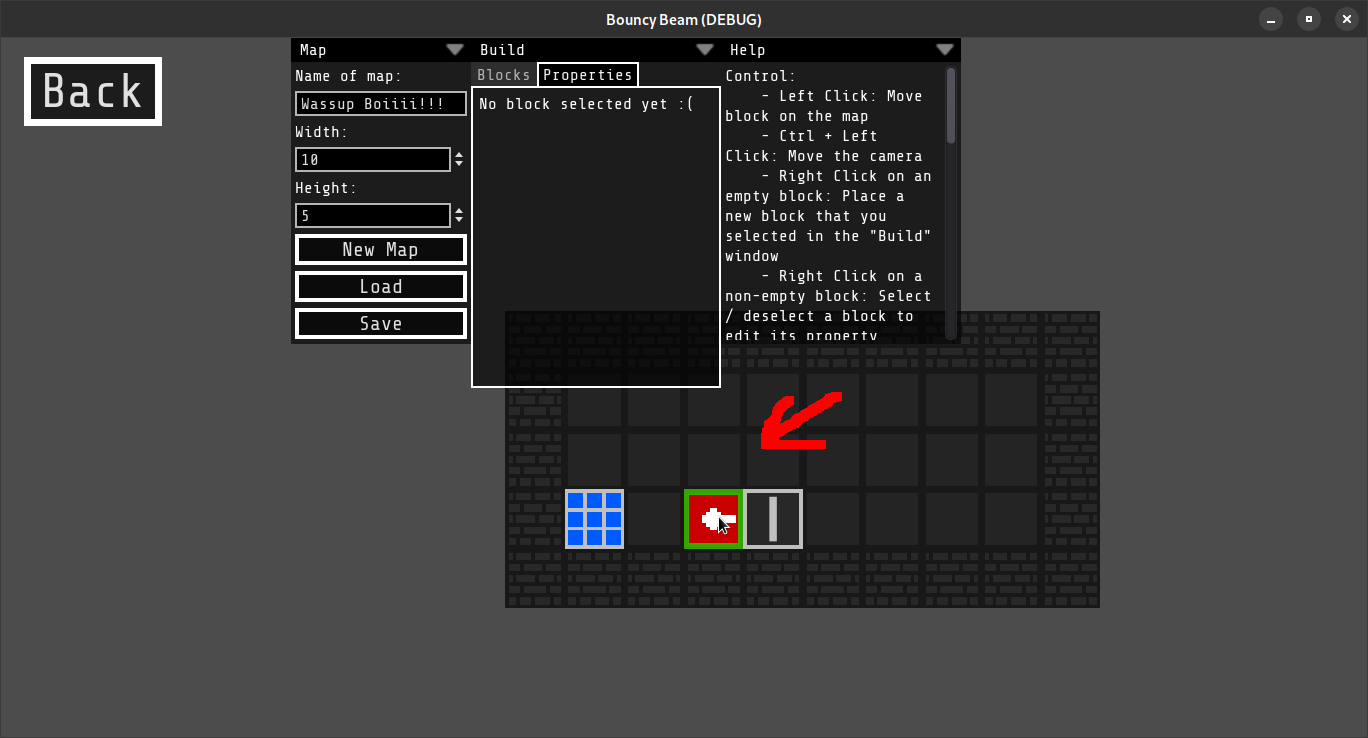 Bouncy Beam (DEBUG)
Back
Map
Name of map:
Wassup Boiiii!!!
Width:
10
Height:
5
New Map
Load
Save
Build
Blocks Properties
No block selected yet :(
Help
Control:
- Left Click: Move
block on the map
- Ctrl + Left
Click: Move the camera
- Right Click on an
empty block: Place a
new block that you
selected in the "Build"
window
- Right Click on a
non-empty block: Select
/ deselect a block to
edit its property